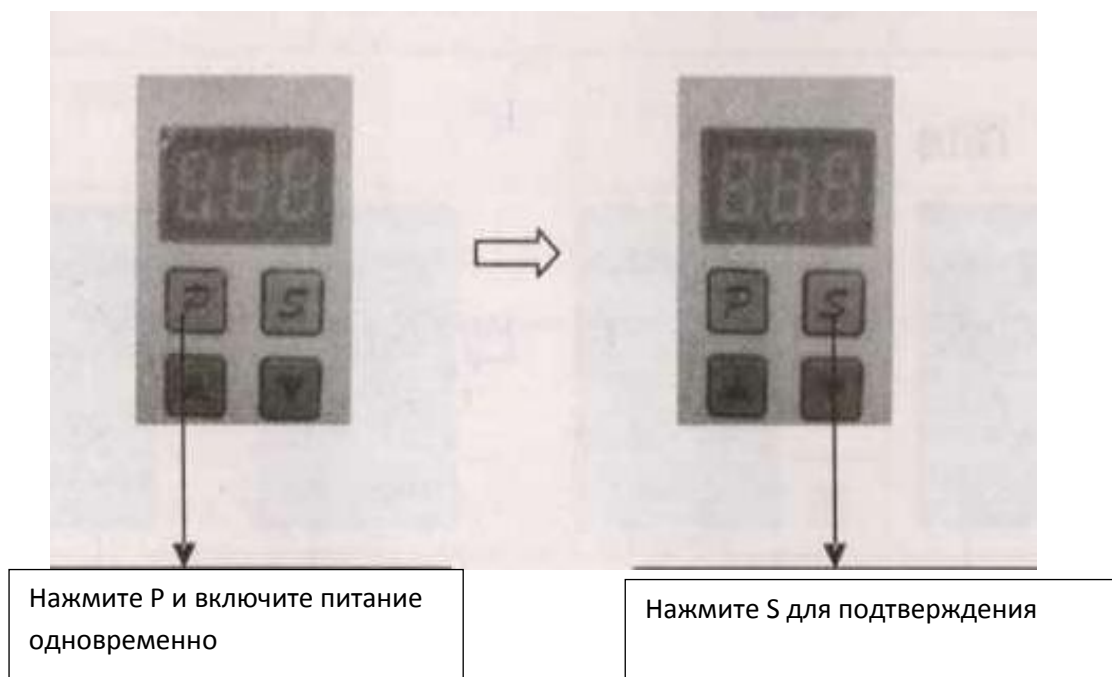 P S
P S
Нажмите P и включите питание
одновременно
Нажмите S для подтверждения